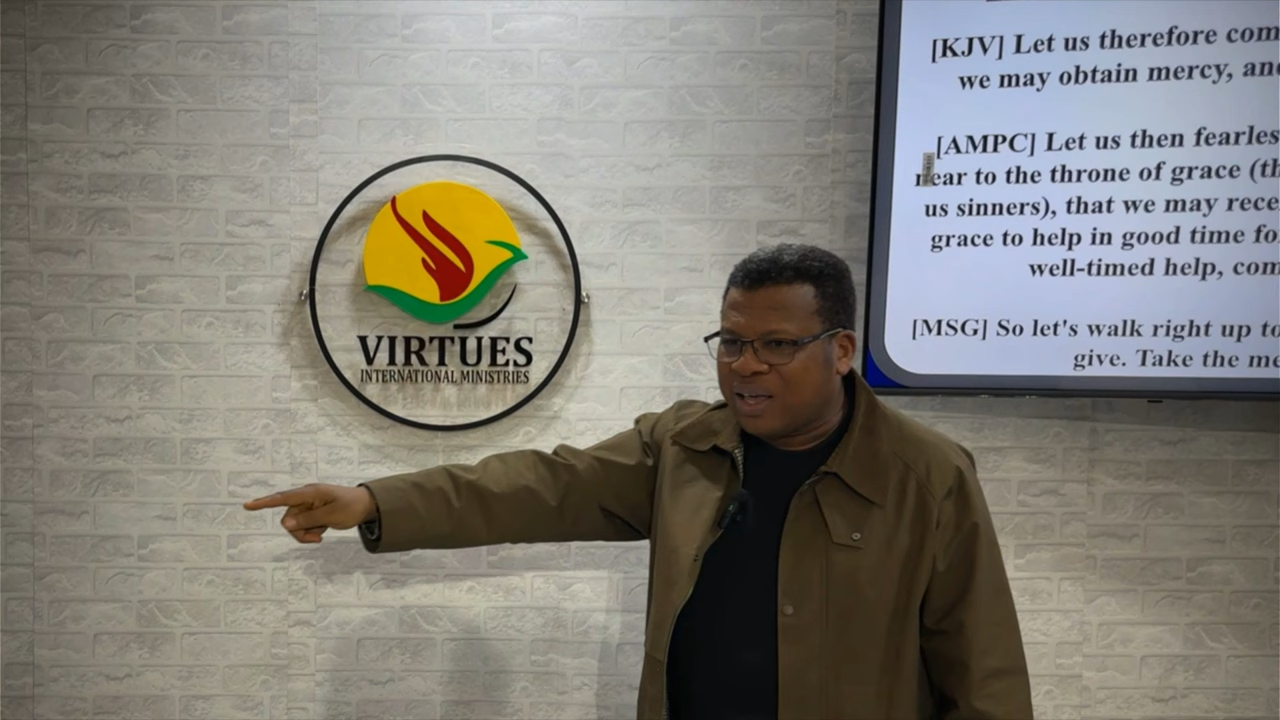 VIRTUES
INTERNATIONAL MINISTRIES
[KJV] Let us therefore com
we may obtain mercy, and
[AMPC] Let us then fearles
near to the throne of grace (th
us sinners), that we may rece
grace to help in good time fo
well-timed help, com
[MSG] So let's walk right up to
give. Take the me